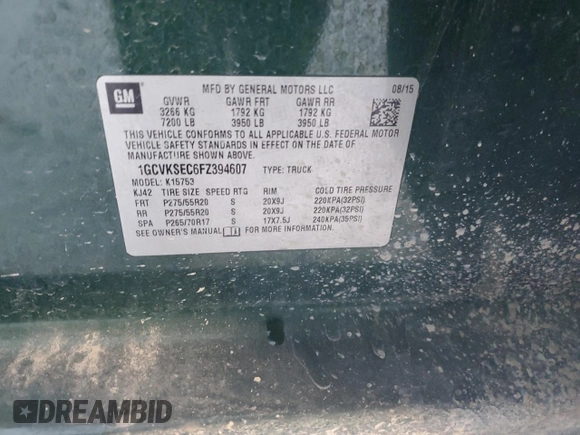 GM
MFD BY GENERAL MOTORS LLC
08/15
GVWR GAWR FRT GAWR RR
3266 KG 1792 KG 1792 KG
7200 LB 3950 LB 3950 LB
THIS VEHICLE CONFORMS TO ALL APPLICABLE U.S. FEDERAL MOTOR
VEHICLE SAFETY STANDARDS IN EFFECT ON THE DATE OF
MANUFACTURE SHOWN ABOVE.
1GCVKSEC6FZ394607 TYPE: TRUCK
MODEL: K15753
KJ42 TIRE SIZE SPEED RTG RIM COLD TIRE PRESSURE
FRT P275/55R20 S 20X9J 220KPA(32PSI)
RR P275/55R20 S 20X9J 220KPA(32PSI)
SPA P265/70R17 S 17X7.5J 240KPA(35PSI)
SEE OWNER'S MANUAL FOR MORE INFORMATION.
DREAMBID